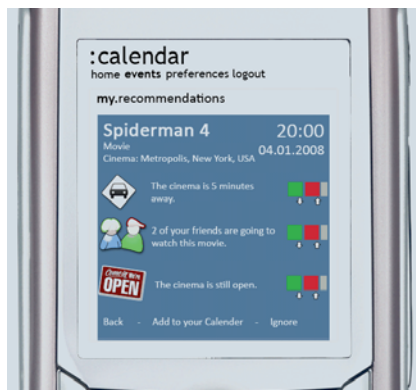 :calendar
home events preferences logout
my.recommendations
Spiderman 4 20:00
Movie 04.01.2008
Cinema: Metropolis, New York, USA
The cinema is 5 minutes
away.
2 of your friends are going to
watch this movie.
OPEN
The cinema is still open.
Back - Add to your Calender - Ignore